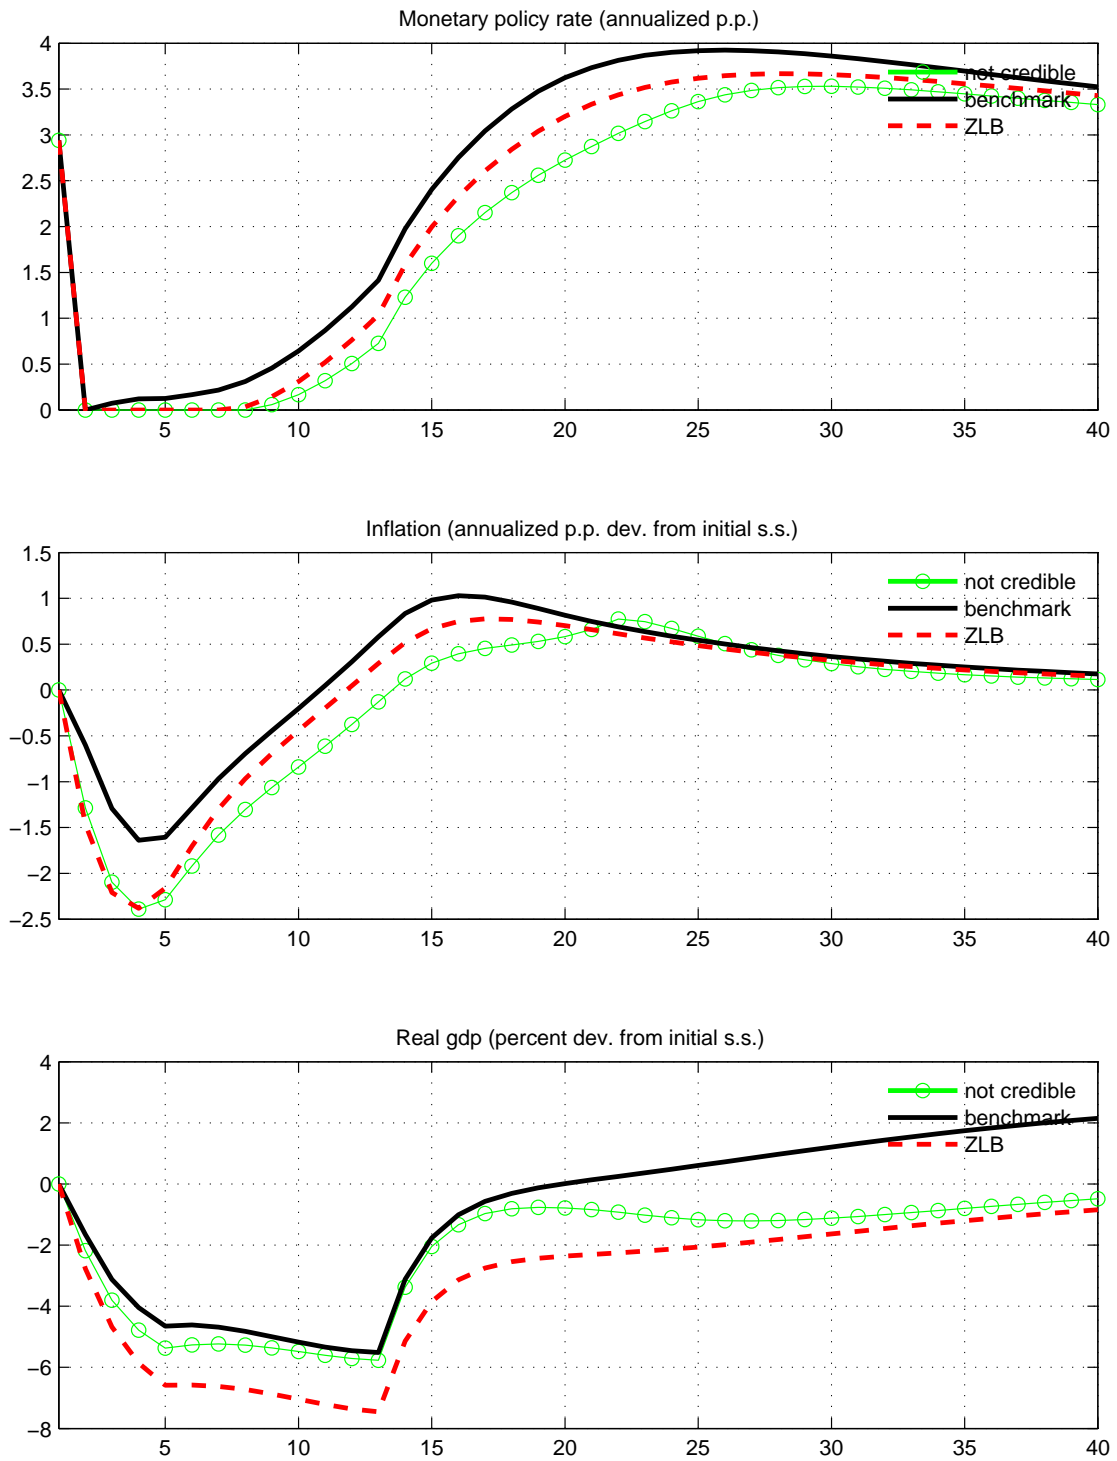 Monetary policy rate (annualized p.p.)
4
3.5
3
2.5
2
1.5
1
0.5
0
not credible
benchmark
ZLB
5 10 15 20 25 30 35 40
Inflation (annualized p.p. dev. from initial s.s.)
1.5
1
0.5
0
−0.5
−1
−1.5
−2
−2.5
not credible
benchmark
ZLB
5 10 15 20 25 30 35 40
Real gdp (percent dev. from initial s.s.)
4
2
0
−2
−4
−6
−8
not credible
benchmark
ZLB
5 10 15 20 25 30 35 40